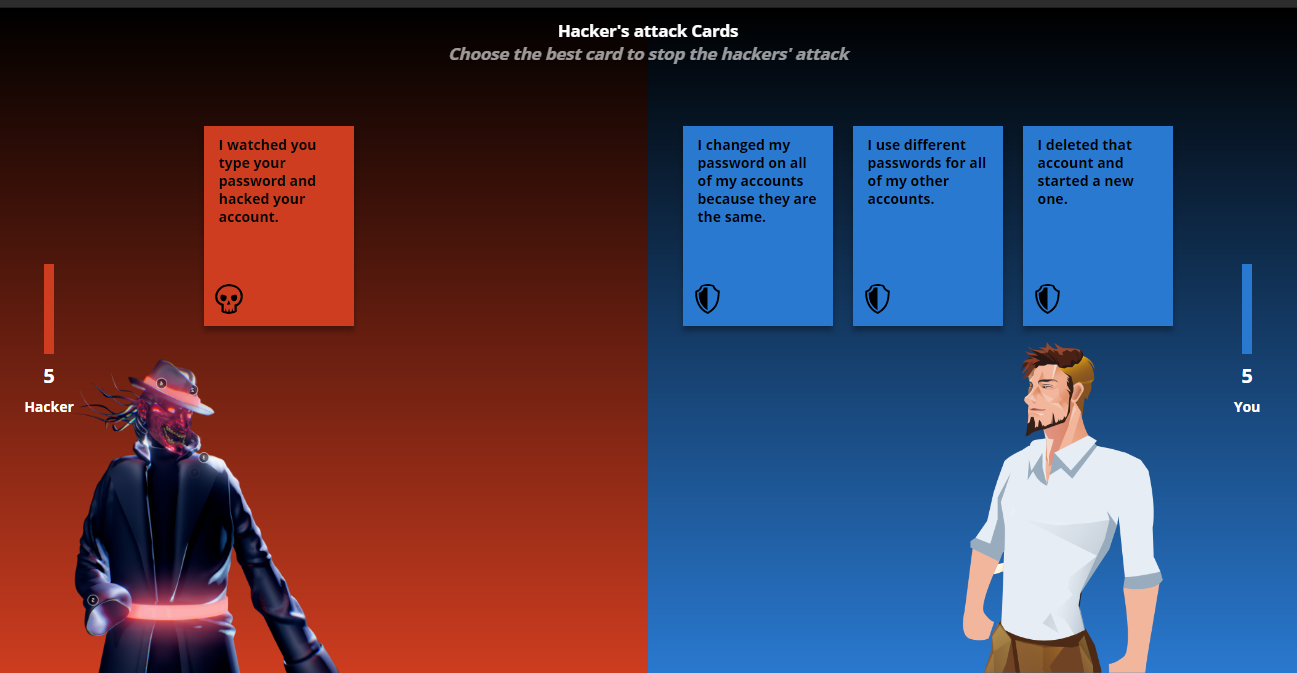 Hacker's attack Cards
Choose the best card to stop the hackers' attack
I watched you
type your
password and
hacked your
account.
I changed my
password on all
of my accounts
because they are
the same.
I use different
passwords for all
of my other
accounts.
I deleted that
account and
started a new
one.
5
Hacker
5
You